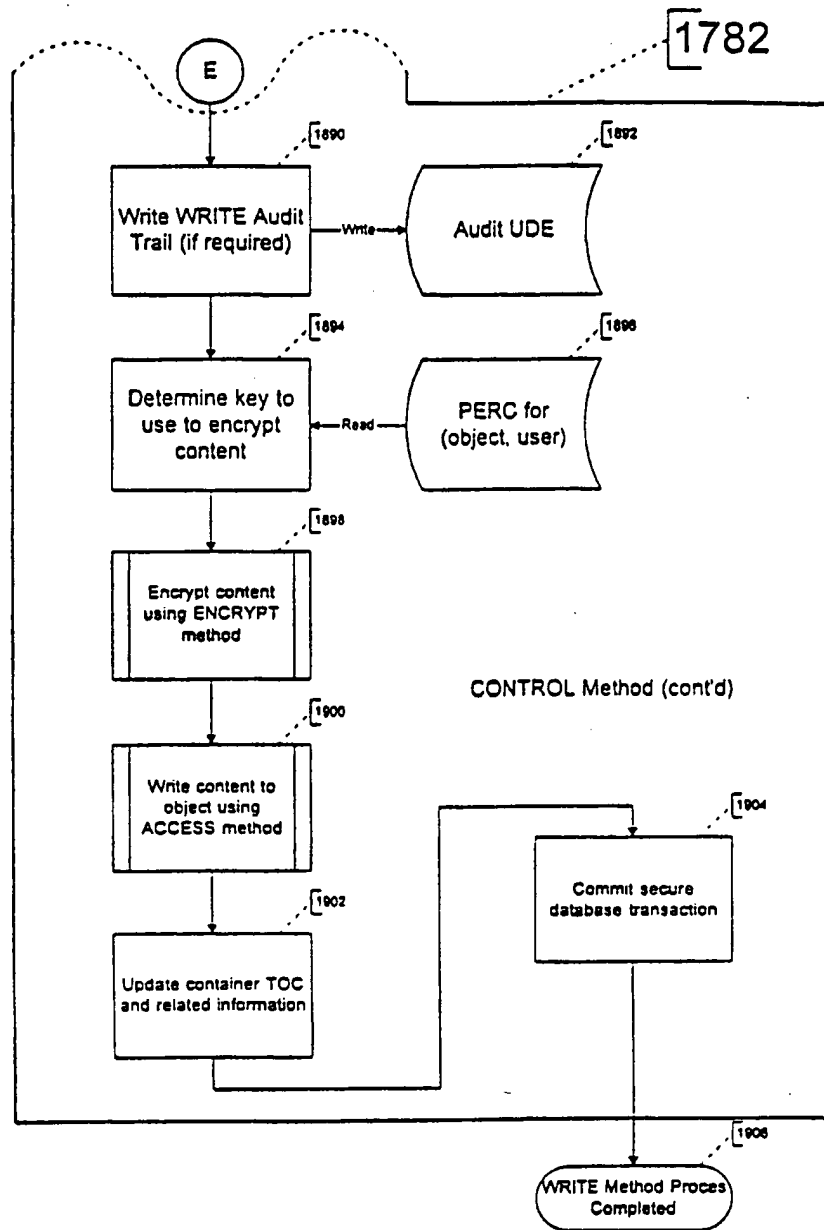 1782
E
1890
Write WRITE Audit
Trail (if required)
Write
1892
Audit UDE
1894
Determine key to
use to encrypt
content
Read
1896
PERC for
(object, user)
1898
Encrypt content
using ENCRYPT
method
CONTROL Method (cont'd)
1900
Write content to
object using
ACCESS method
1904
Commit secure
database transaction
1902
Update container TOC
and related information
1906
WRITE Method Proces
Completed